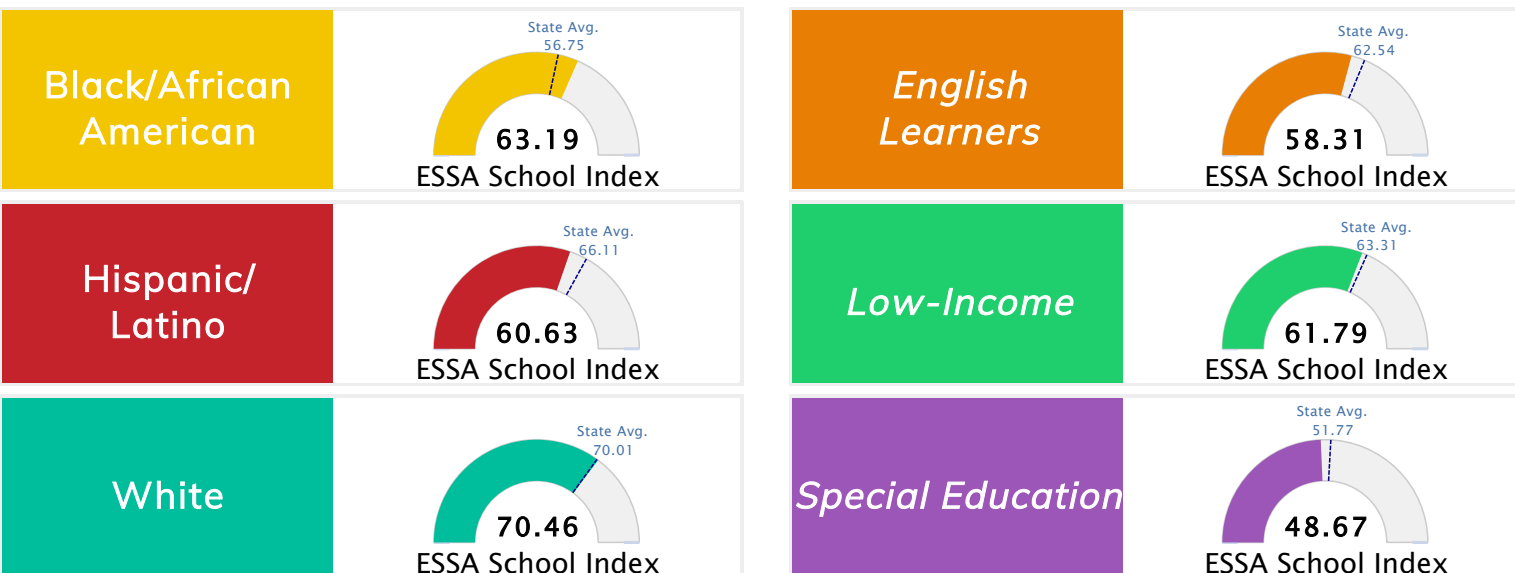 Black/African
American
State Avg.
56.75
63.19
ESSA School Index
English
Learners
State Avg.
62.54
58.31
ESSA School Index
Hispanic/
Latino
State Avg.
66.11
60.63
ESSA School Index
Low-Income
State Avg.
63.31
61.79
ESSA School Index
White
State Avg.
70.01
70.46
ESSA School Index
Special Education
State Avg.
51.77
48.67
ESSA School Index